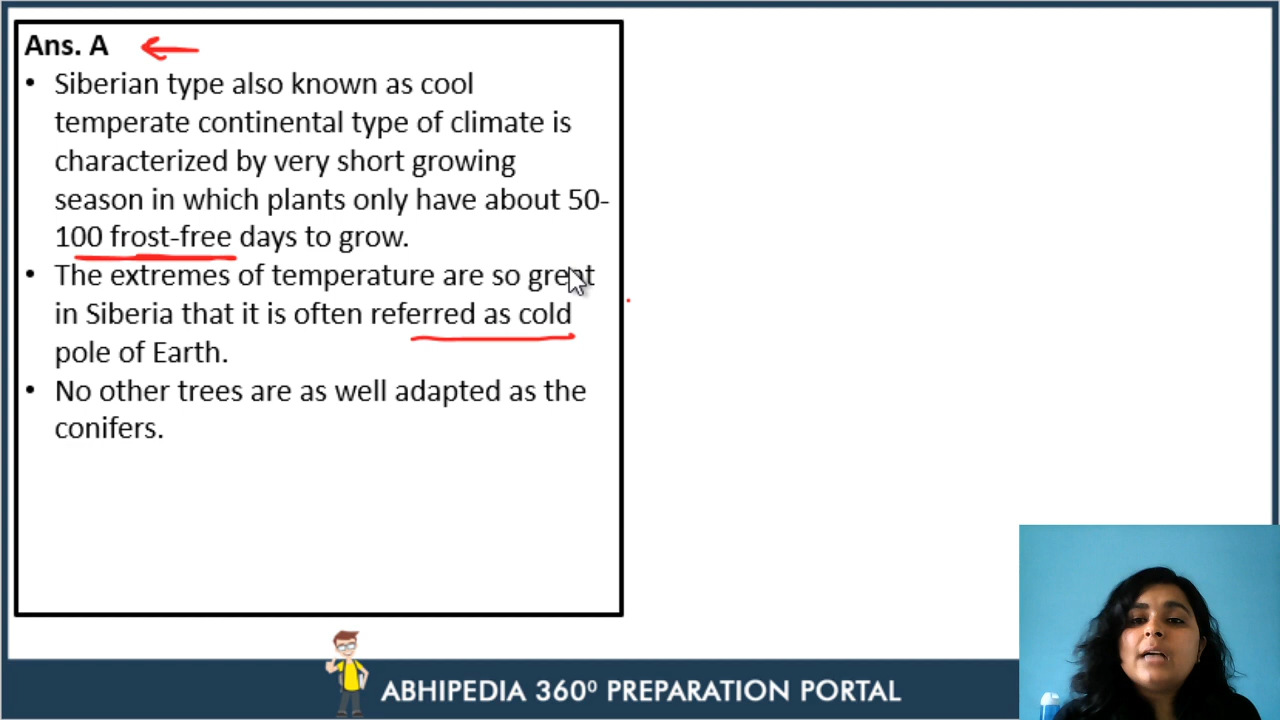 Ans. A
• Siberian type also known as cool
temperate continental type of climate is
characterized by very short growing
season in which plants only have about 50-
100 frost-free days to grow.
• The extremes of temperature are so great
in Siberia that it is often referred as cold
pole of Earth.
• No other trees are as well adapted as the
conifers.
ABHIPEDIA 360⁰ PREPARATION PORTAL